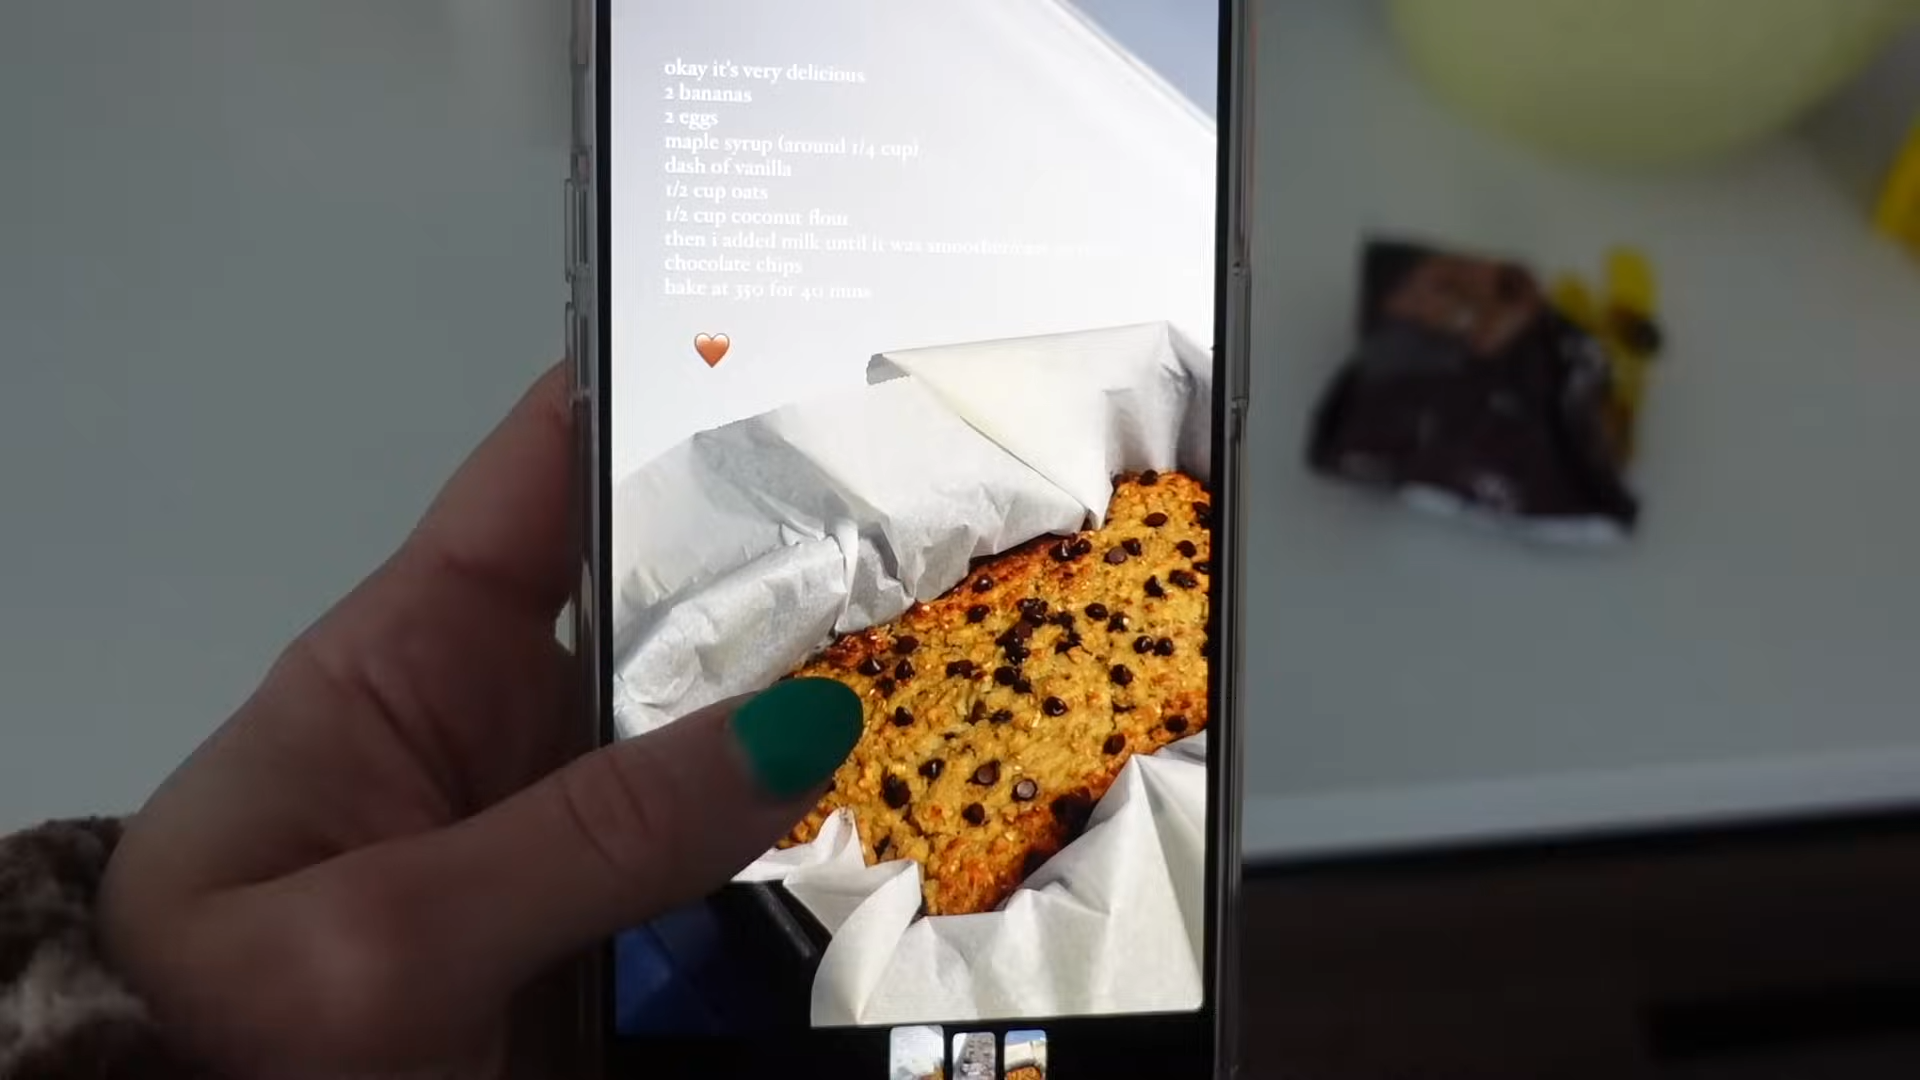 okay it's very delicious
2 bananas
2 eggs
maple syrup (around 1/4 cup)
dash of vanilla
1/2 cup oats
1/2 cup coconut flour
then i added milk until it was smoother
chocolate chips
bake at 350 for 40 mins